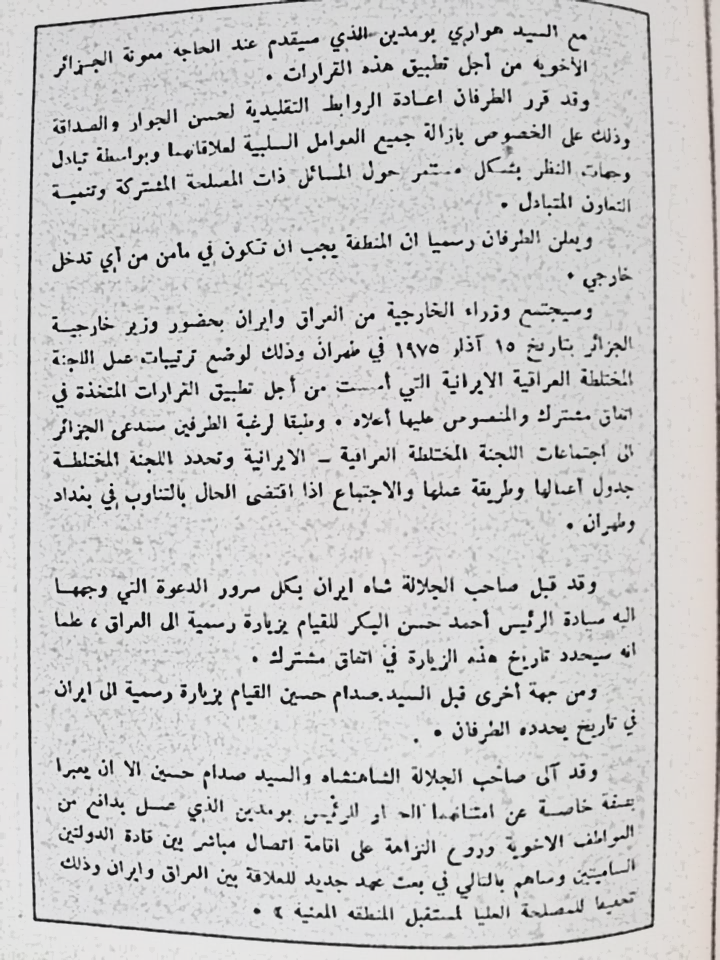 مع السيد هواري بومدين الذي سيقدم عند الحاجه معونة الجزائر
الأخوية من أجل تطبيق هذه القرارات .
وقد قرر الطرفان اعادة الروابط التقليدية لحسن الجوار والصداقة
وذلك على الخصوص بازالة جميع العوامل السلبية لعلاقاتهما وبواسطة تبادل
وجهات النظر بشكل مستمر حول المسائل ذات المصلحة المشتركة وتنميـة
التعاون المتبادل .
ويعلن الطرفان رسميا ان المنطقة يجب ان تكون في مأمن من أي تدخل
خارجي .
وسيجتمع وزراء الخارجية من العراق وايران بحضور وزير خارجيـة
الجزائر بتاريخ ١٥ آذار ١٩٧٥ في طهران وذلك لوضع ترتيبات عمل اللجنة
المختلطة العراقية الايرانية التي أسست من أجل تطبيق القرارات المتخذة في
اتفاق مشترك والمنصوص عليها أعلاه . وطبقا لرغبة الطرفين ستدعى الجزائر
الى اجتماعات اللجنة المختلطة العراقية – الايرانية وتحدد اللجنة المختلطـة
جدول أعمالها وطريقة عملها والاجتماع اذا اقتضى الحال بالتناوب في بغداد
وطهران .
وقد قبل صاحب الجلالة شاه ايران بكل سرور الدعوة التي وجهـا
اليه سيادة الرئيس أحمد حسن البكر للقيام بزيارة رسمية الى العراق ، علما
انه سيحدد تاريخ هذه الزيارة في اتفاق مشترك .
ومن جهة أخرى قبل السيد صدام حسين القيام بزيارة رسمية الى ايران
في تاريخ يحدده الطرفان .
وقد آلى صاحب الجلالة الشاهنشاه والسيد صدام حسين الا ان يعبرا
بصفة خاصـة عن امتنانهما الحار للرئيس بومدين الذي عمـل بدافع من
العواطف الاخوية وروح النزاهة على اقامة اتصال مباشر بين قادة الدولتين
الساميتين وساهم بالتالي في بعث عهد جديد للعلاقة بين العراق وايران وذلك
تحقيقا للمصلحة العليا لمستقبل المنطقه المعنية » .